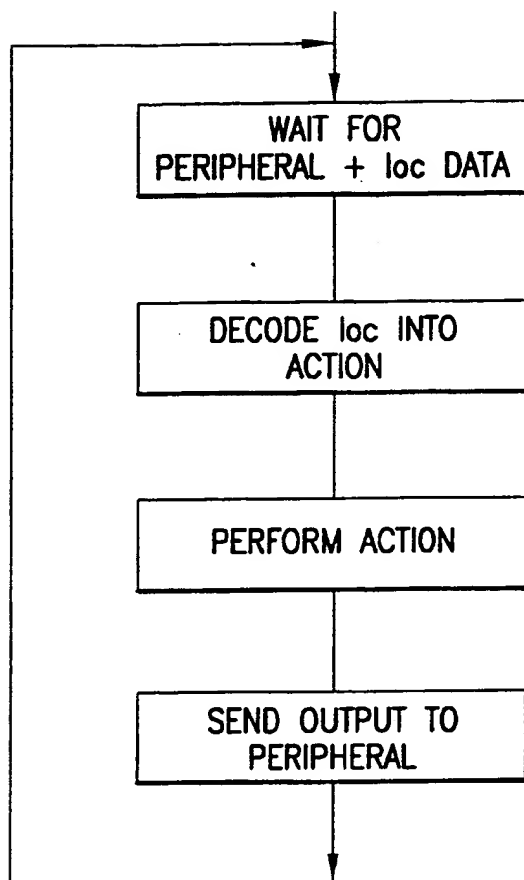 WAIT FOR
PERIPHERAL + loc DATA
DECODE loc INTO
ACTION
PERFORM ACTION
SEND OUTPUT TO
PERIPHERAL